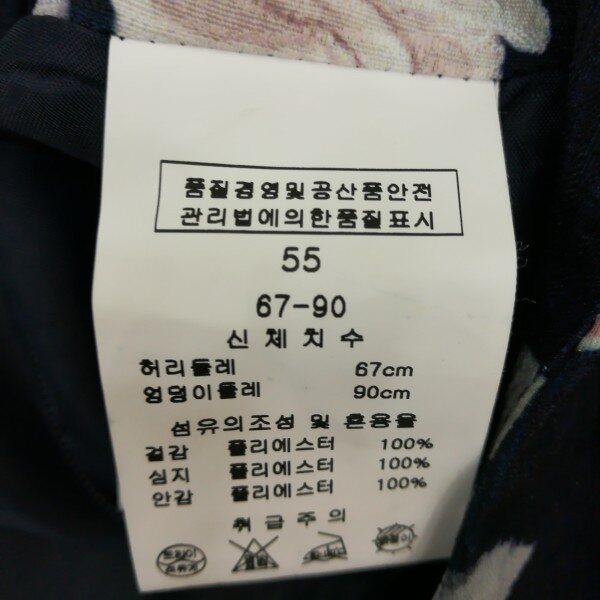 품질경영및공산품안전
관리법에의한품질표시
55
67-90
신체치수
허리둘레 67cm
엉덩이둘레 90cm
섬유의조성 및 혼용율
겉감 폴리에스터 100%
심지 폴리에스터 100%
안감 폴리에스터 100%
취급주의
드라이